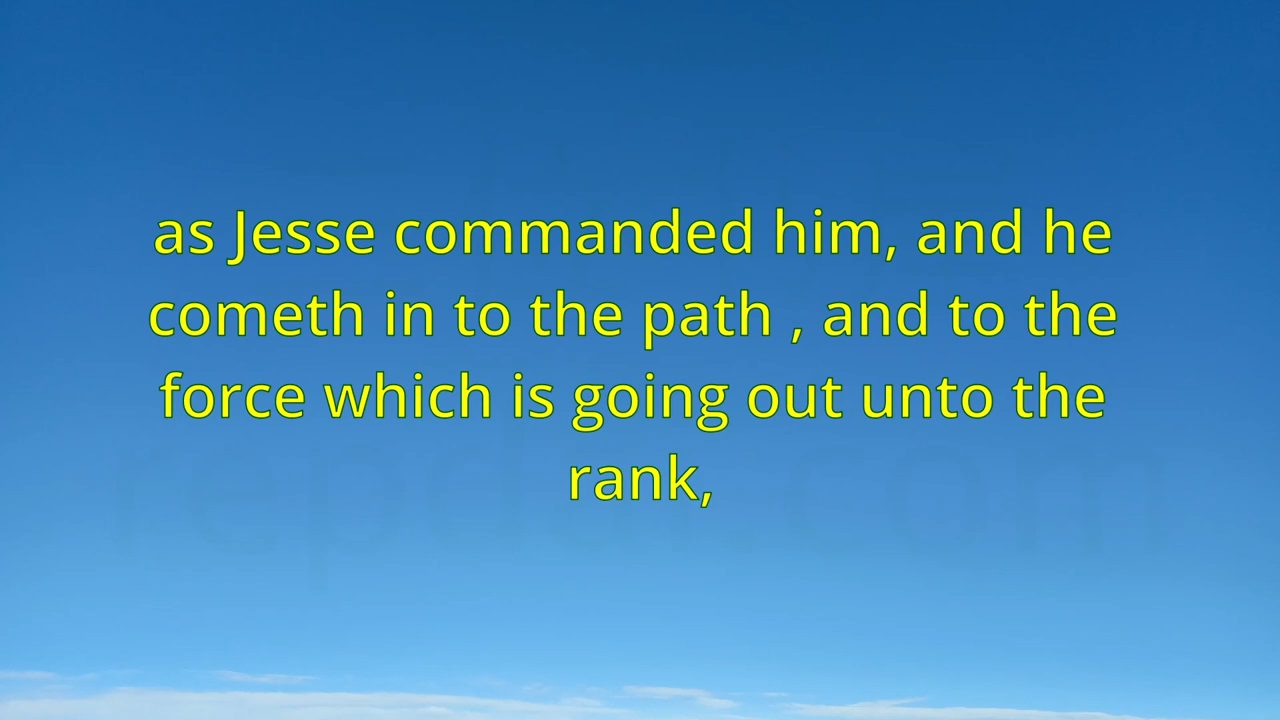 as Jesse commanded him, and he
cometh in to the path , and to the
force which is going out unto the
rank,